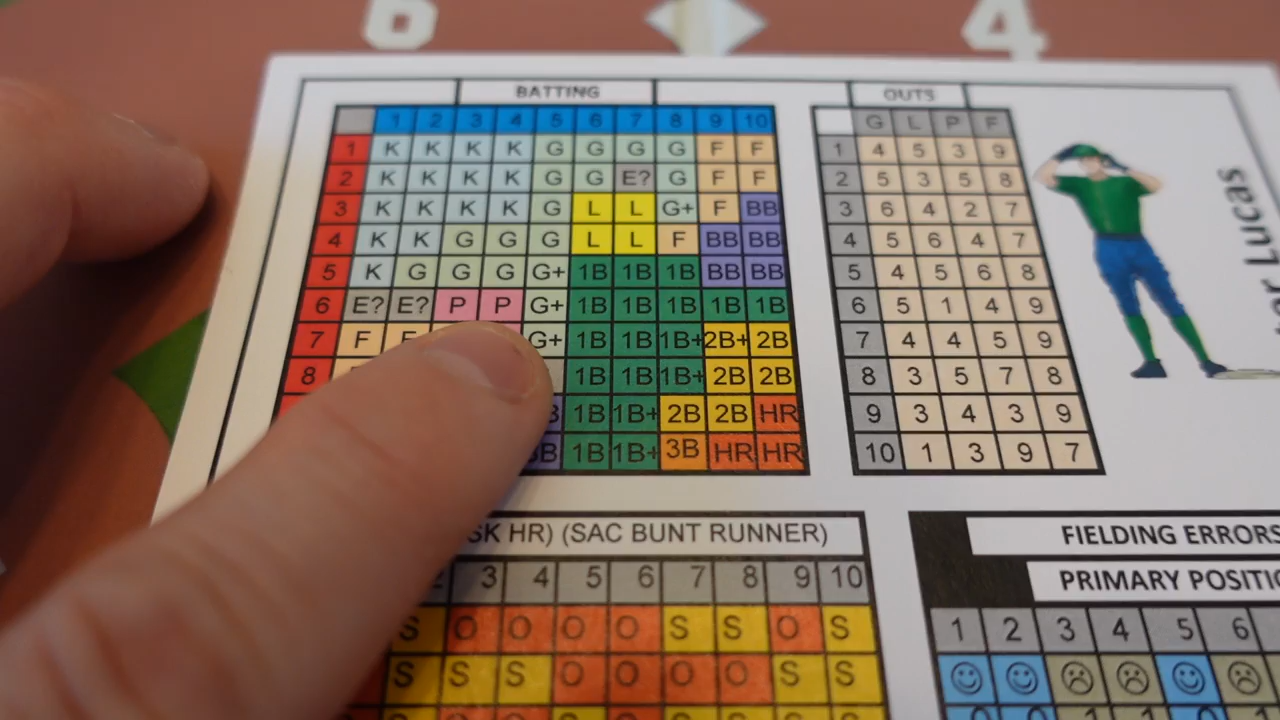 6 4
BATTING OUTS
1 2 3 4 5 6 7 8 9 10 G L P F
1 K K K K G G G G F F 1 4 5 3 9
2 K K K K G G E? G F F 2 5 3 5 8
3 K K K K G L L G+ F BB 3 6 4 2 7
4 K K G G G L L F BB BB 4 5 6 4 7
5 K G G G G+ 1B 1B 1B BB BB 5 4 5 6 8
6 E? E? P P G+ 1B 1B 1B 1B 1B 6 5 1 4 9
7 F F G+ 1B 1B 1B+ 2B+ 2B 7 4 4 5 9
8 1B 1B 1B+ 2B 2B 8 3 5 7 8
1B 1B+ 2B 2B HR 9 3 4 3 9
1B 1B+ 3B HR HR 10 1 3 9 7
Lucas
HR) (SAC BUNT RUNNER) FIELDING ERRORS
3 4 5 6 7 8 9 10
S O O O O S S O S 1 2 3 4 5 6
S S S O O O O S S